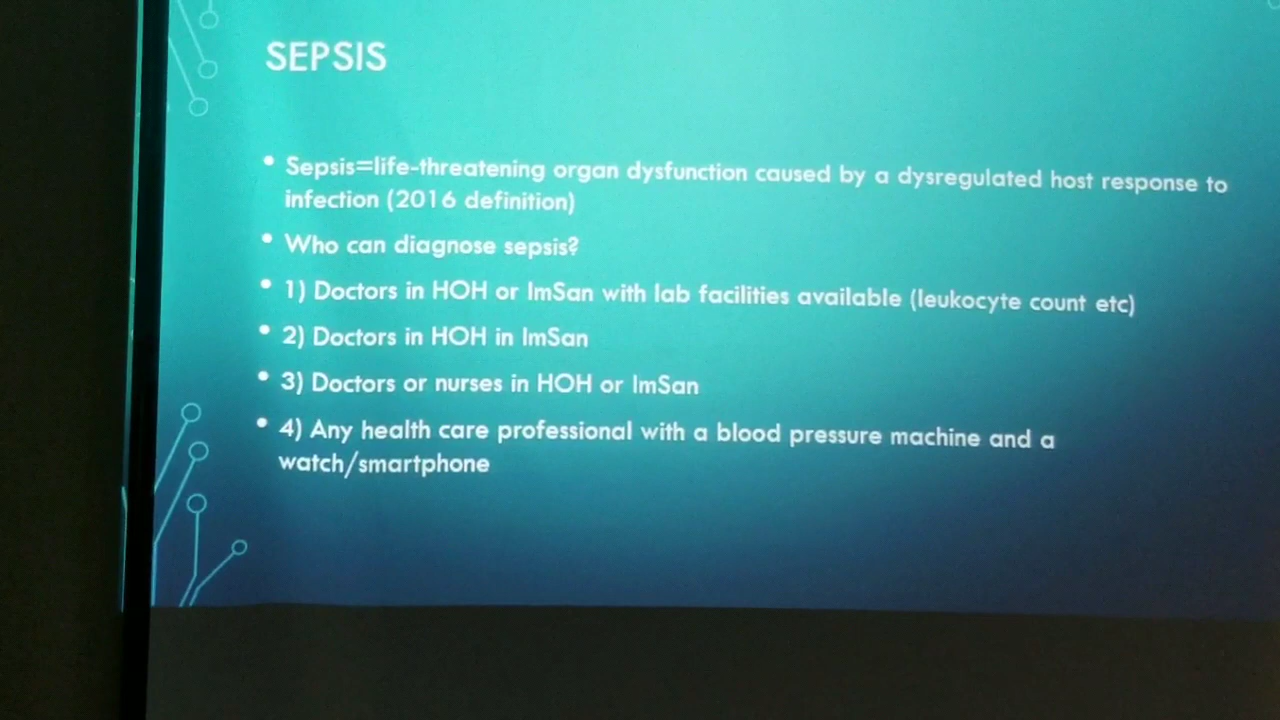 SEPSIS
• Sepsis=life-threatening organ dysfunction caused by a dysregulated host response to
infection (2016 definition)
• Who can diagnose sepsis?
• 1) Doctors in HOH or ImSan with lab facilities available (leukocyte count etc)
• 2) Doctors in HOH in ImSan
• 3) Doctors or nurses in HOH or ImSan
• 4) Any health care professional with a blood pressure machine and a
watch/smartphone